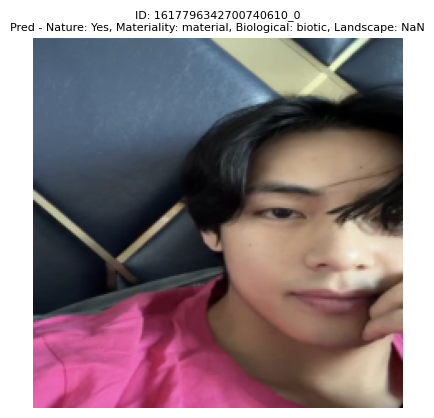 ID: 1617796342700740610_0
Pred - Nature: Yes, Materiality: material, Biological: biotic, Landscape: NaN